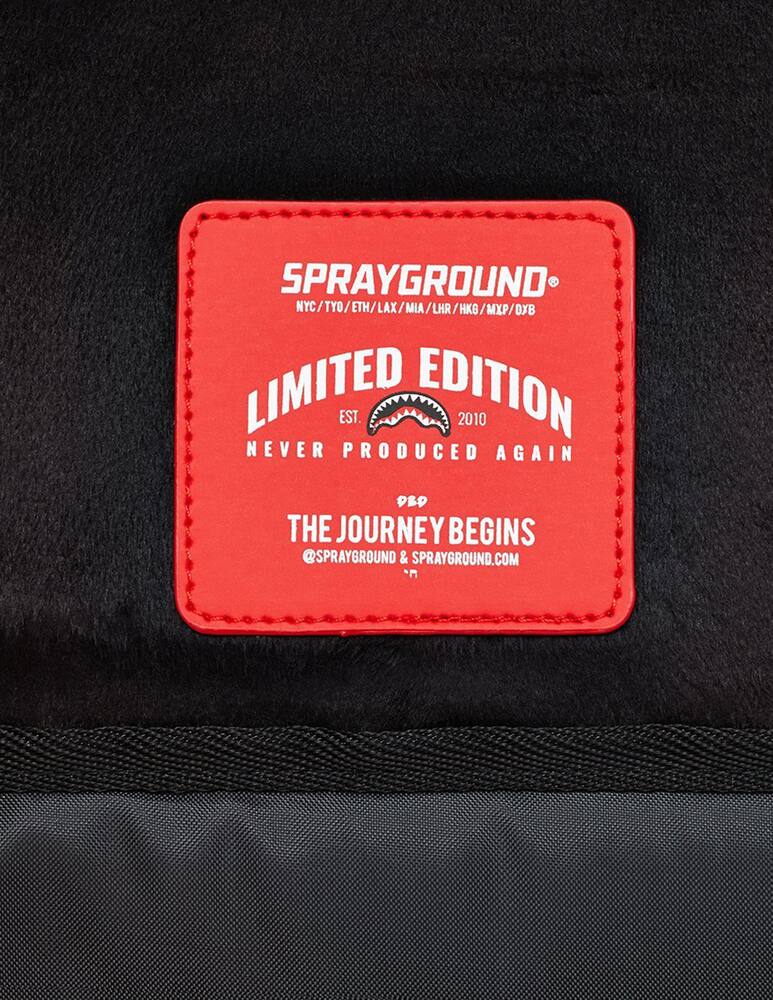 SPRAYGROUND®
NYC/TYO/ETH/LAX/MIA/LHR/HKG/MXP/DXB
LIMITED EDITION
EST. 2010
NEVER PRODUCED AGAIN
THE JOURNEY BEGINS
@SPRAYGROUND & SPRAYGROUND.COM